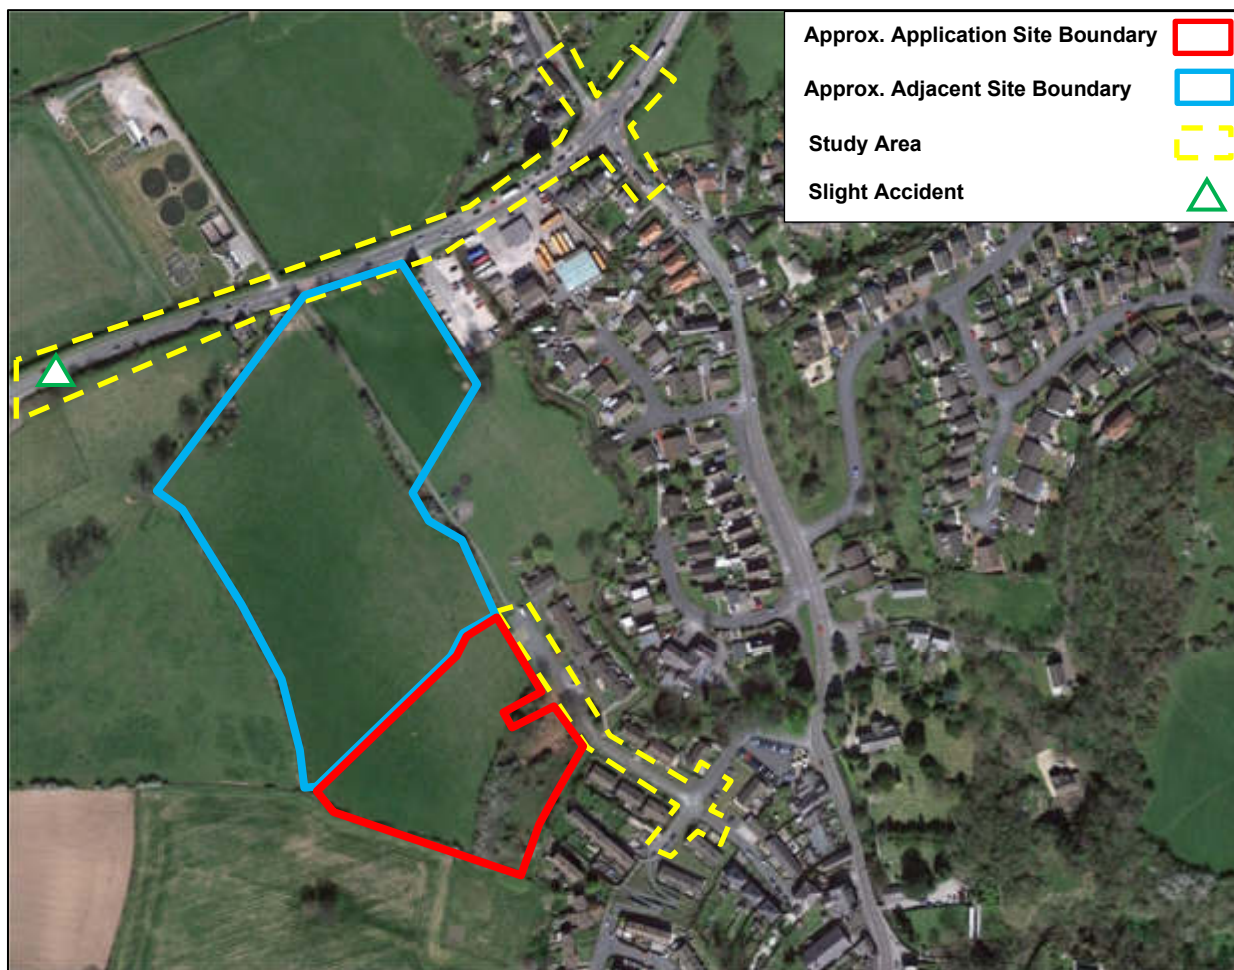 Approx. Application Site Boundary
Approx. Adjacent Site Boundary
Study Area
Slight Accident